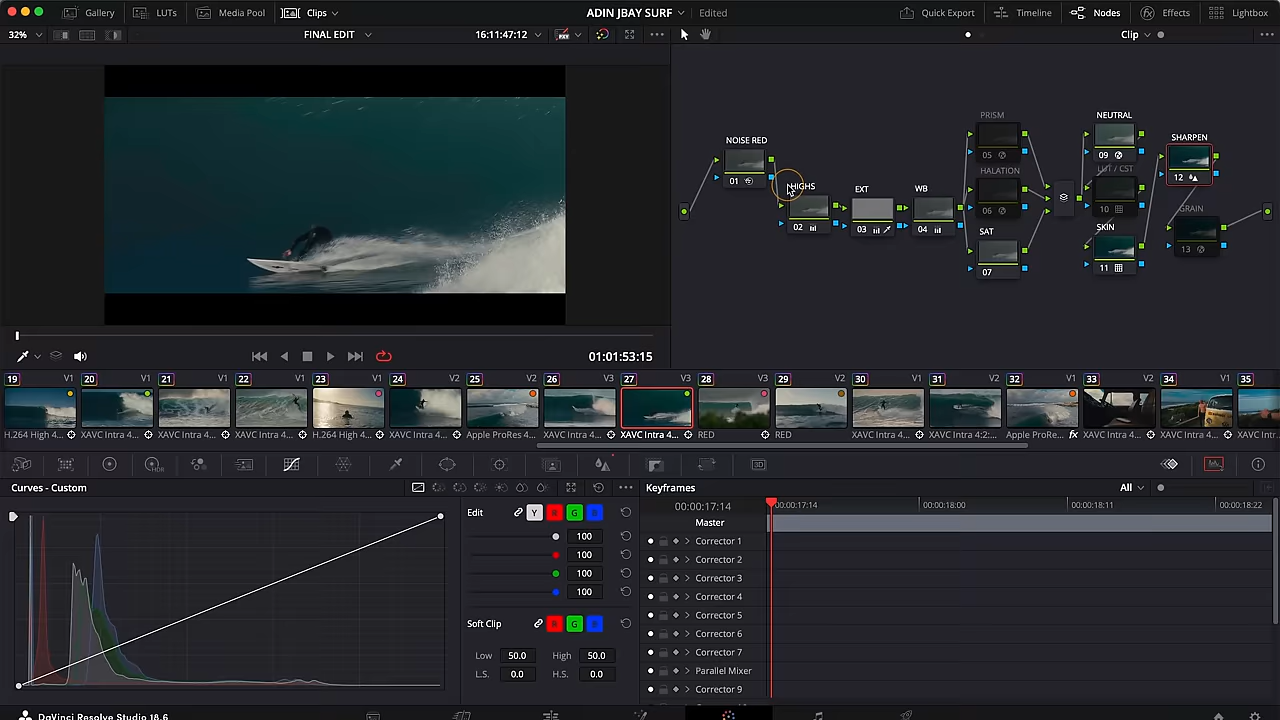 Gallery LUTs Media Pool Clips ADIN JBAY SURF Edited Quick Export Timeline Nodes Effects Lightbox
32% FINAL EDIT 16:11:47:12 Clip
NOISE RED
01
HIGHS
02
EXT
03
WB
04
PRISM
05
HALATION
06
SAT
07
NEUTRAL
09
LUT / CST
10
SKIN
11
SHARPEN
12
GRAIN
13
01:01:53:15
19 V1 20 V1 21 V1 22 V1 23 V1 24 V2 25 V2 26 V3 27 V3 28 V3 29 V2 30 V1 31 V2 32 V1 33 V1 34 V1 35
H.264 High 4... XAVC Intra 4... XAVC Intra 4... XAVC Intra 4... H.264 High 4... XAVC Intra 4... Apple ProRes 4... XAVC Intra 4... XAVC Intra 4... RED RED XAVC Intra 4... XAVC Intra 4:2:... Apple ProRe... fx XAVC Intra 4... XAVC Intra 4... XAVC Intr
3D
Curves - Custom
Edit Y R G B
100
100
100
100
Soft Clip R G B
Low 50.0 High 50.0
L.S. 0.0 H.S. 0.0
Keyframes All
00:00:17:14 00:00:17:14 00:00:18:00 00:00:18:11 00:00:18:22
Master
Corrector 1
Corrector 2
Corrector 3
Corrector 4
Corrector 5
Corrector 6
Corrector 7
Parallel Mixer
Corrector 9
DaVinci Resolve Studio 18.6